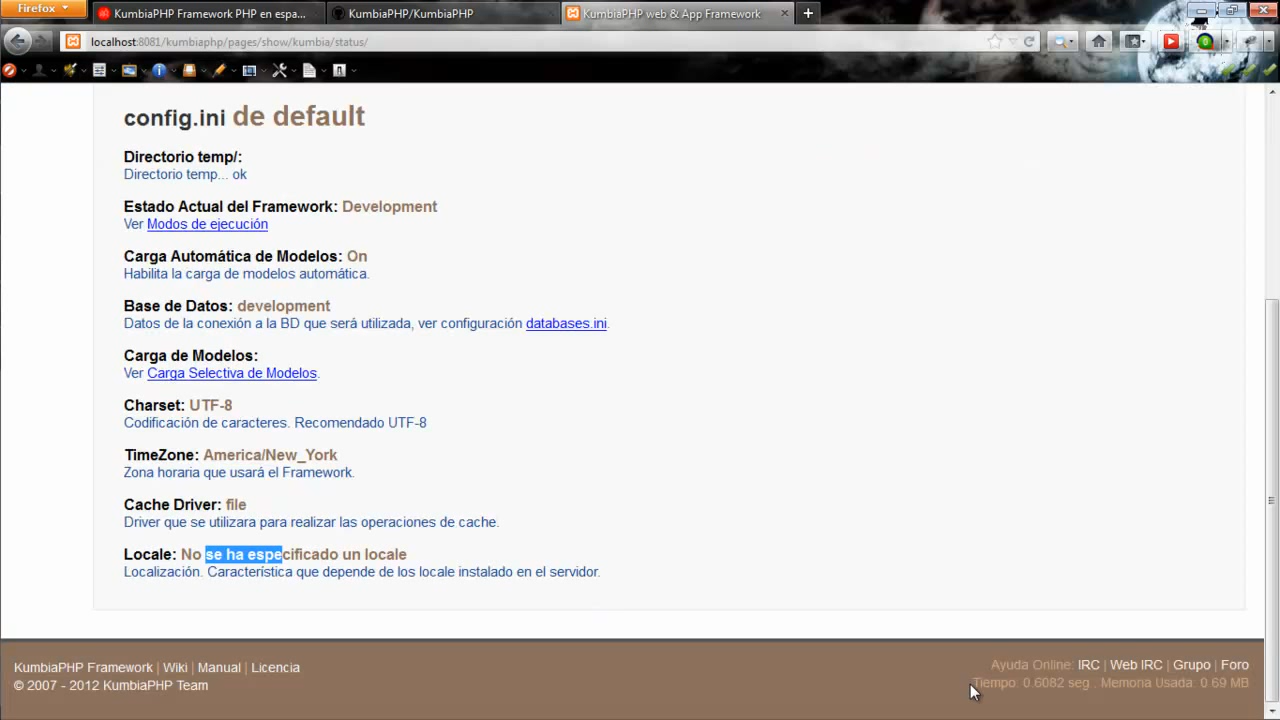 Firefox
KumbiaPHP Framework PHP en espa...
KumbiaPHP/KumbiaPHP
KumbiaPHP web & App Framework
localhost:8081/kumbiaphp/pages/show/kumbia/status/
config.ini de default
Directorio temp/:
Directorio temp... ok
Estado Actual del Framework: Development
Ver Modos de ejecución
Carga Automática de Modelos: On
Habilita la carga de modelos automática.
Base de Datos: development
Datos de la conexión a la BD que será utilizada, ver configuración databases.ini.
Carga de Modelos:
Ver Carga Selectiva de Modelos.
Charset: UTF-8
Codificación de caracteres. Recomendado UTF-8
TimeZone: America/New_York
Zona horaria que usará el Framework.
Cache Driver: file
Driver que se utilizara para realizar las operaciones de cache.
Locale: No se ha especificado un locale
Localización. Característica que depende de los locale instalado en el servidor.
KumbiaPHP Framework | Wiki | Manual | Licencia
© 2007 - 2012 KumbiaPHP Team
Ayuda Online: IRC | Web IRC | Grupo | Foro
Tiempo: 0.6082 seg . Memoria Usada: 0.69 MB